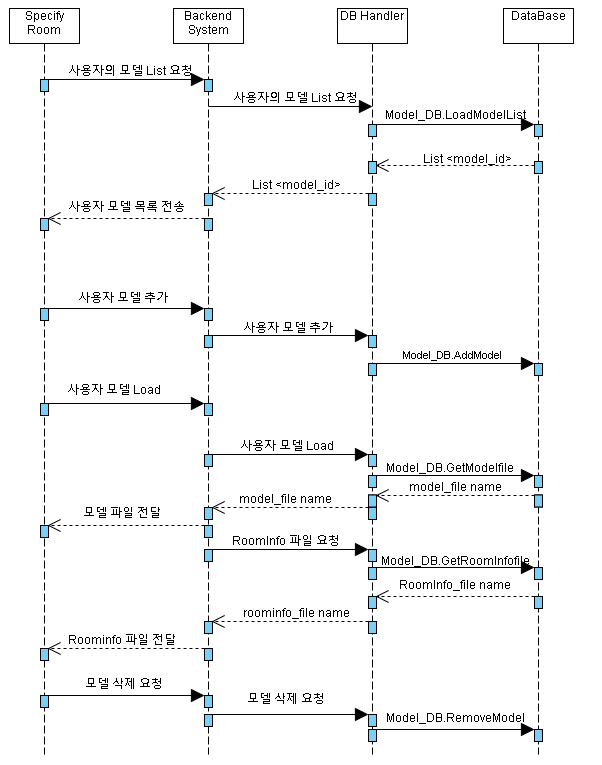 Specify
Room
Backend
System
DB Handler
DataBase
사용자의 모델 List 요청
사용자의 모델 List 요청
Model_DB.LoadModelList
List <model_id>
List <model_id>
사용자 모델 목록 전송
사용자 모델 추가
사용자 모델 추가
Model_DB.AddModel
사용자 모델 Load
사용자 모델 Load
Model_DB.GetModelfile
model_file name
model_file name
모델 파일 전달
RoomInfo 파일 요청
Model_DB.GetRoomInfofile
RoomInfo_file name
roominfo_file name
Roominfo 파일 전달
모델 삭제 요청
모델 삭제 요청
Model_DB.RemoveModel